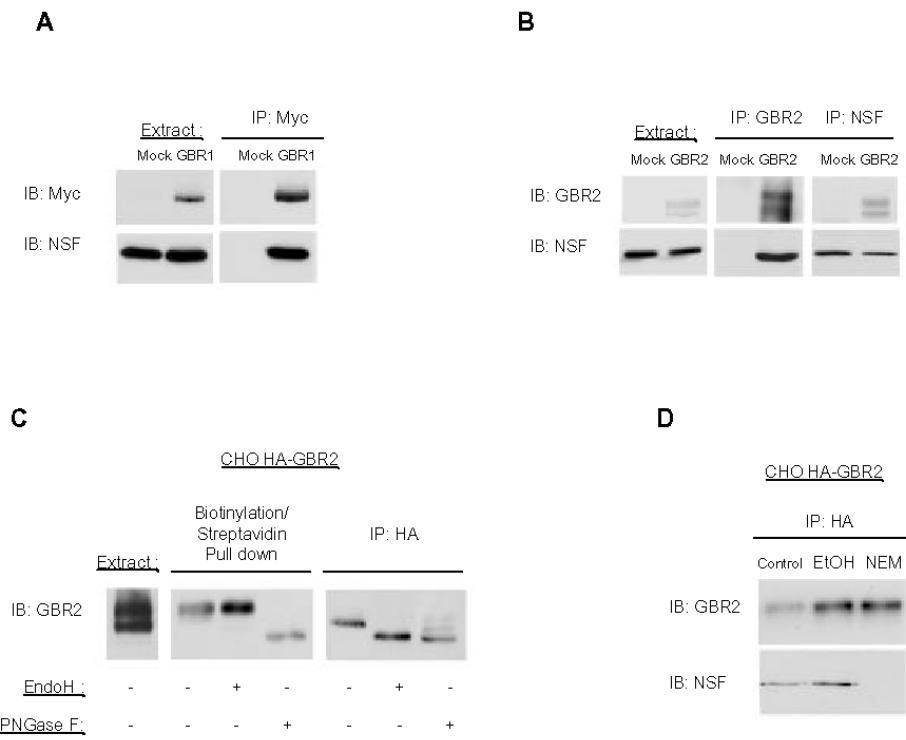 A
Extract :
IP: Myc
Mock GBR1
Mock GBR1
IB: Myc
IB: NSF
B
Extract :
IP: GBR2
IP: NSF
Mock GBR2
Mock GBR2
Mock GBR2
IB: GBR2
IB: NSF
C
CHO HA-GBR2
Extract :
Biotinylation/
Streptavidin
Pull down
IP: HA
IB: GBR2
EndoH : - - + - - + -
PNGase F: - - - + - - +
D
CHO HA-GBR2
IP: HA
Control EtOH NEM
IB: GBR2
IB: NSF